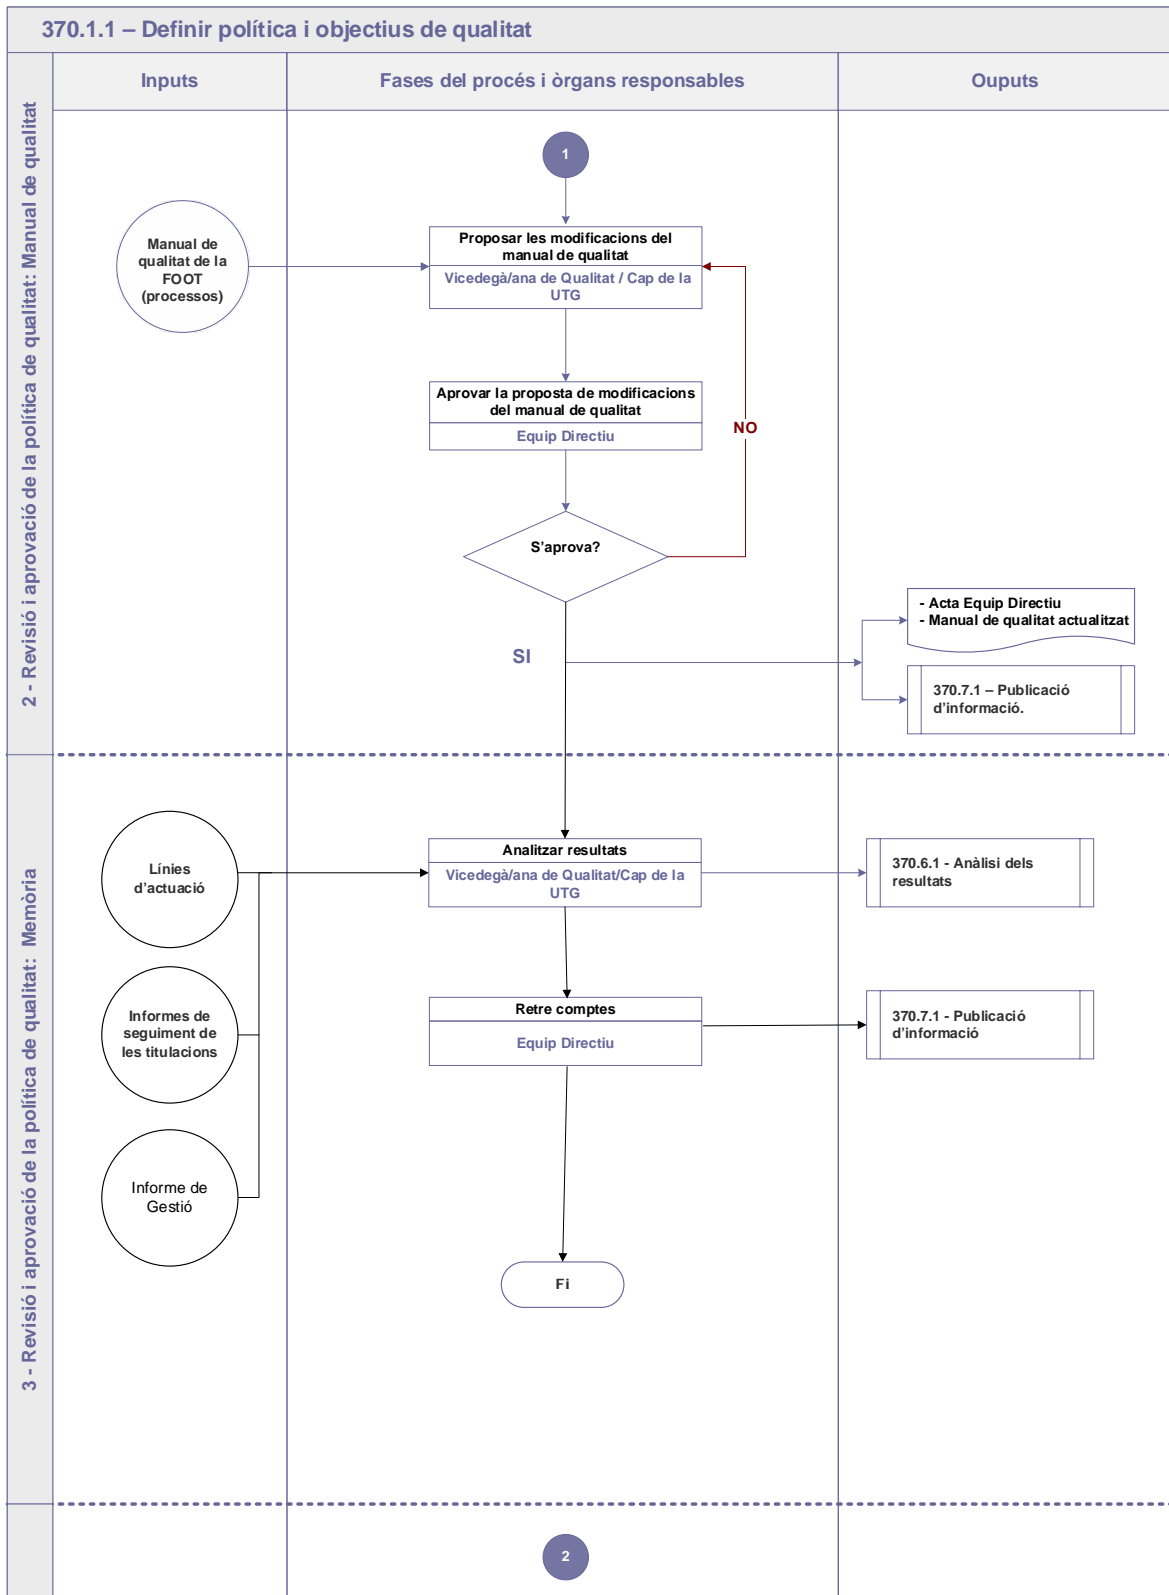 370.1.1 – Definir política i objectius de qualitat
Inputs
Fases del procés i òrgans responsables
Ouputs
2 - Revisió i aprovació de la política de qualitat: Manual de qualitat
1
Manual de
qualitat de la
FOOT
(processos)
Proposar les modificacions del
manual de qualitat
Vicedegà/ana de Qualitat / Cap de la
UTG
Aprovar la proposta de modificacions
del manual de qualitat
Equip Directiu
NO
S'aprova?
SI
- Acta Equip Directiu
- Manual de qualitat actualitzat
370.7.1 – Publicació
d'informació.
3 - Revisió i aprovació de la política de qualitat: Memòria
Línies
d'actuació
Informes de
seguiment de
les titulacions
Informe de
Gestió
Analitzar resultats
Vicedegà/ana de Qualitat/Cap de la
UTG
370.6.1 - Anàlisi dels
resultats
Retre comptes
Equip Directiu
370.7.1 - Publicació
d'informació
Fi
2